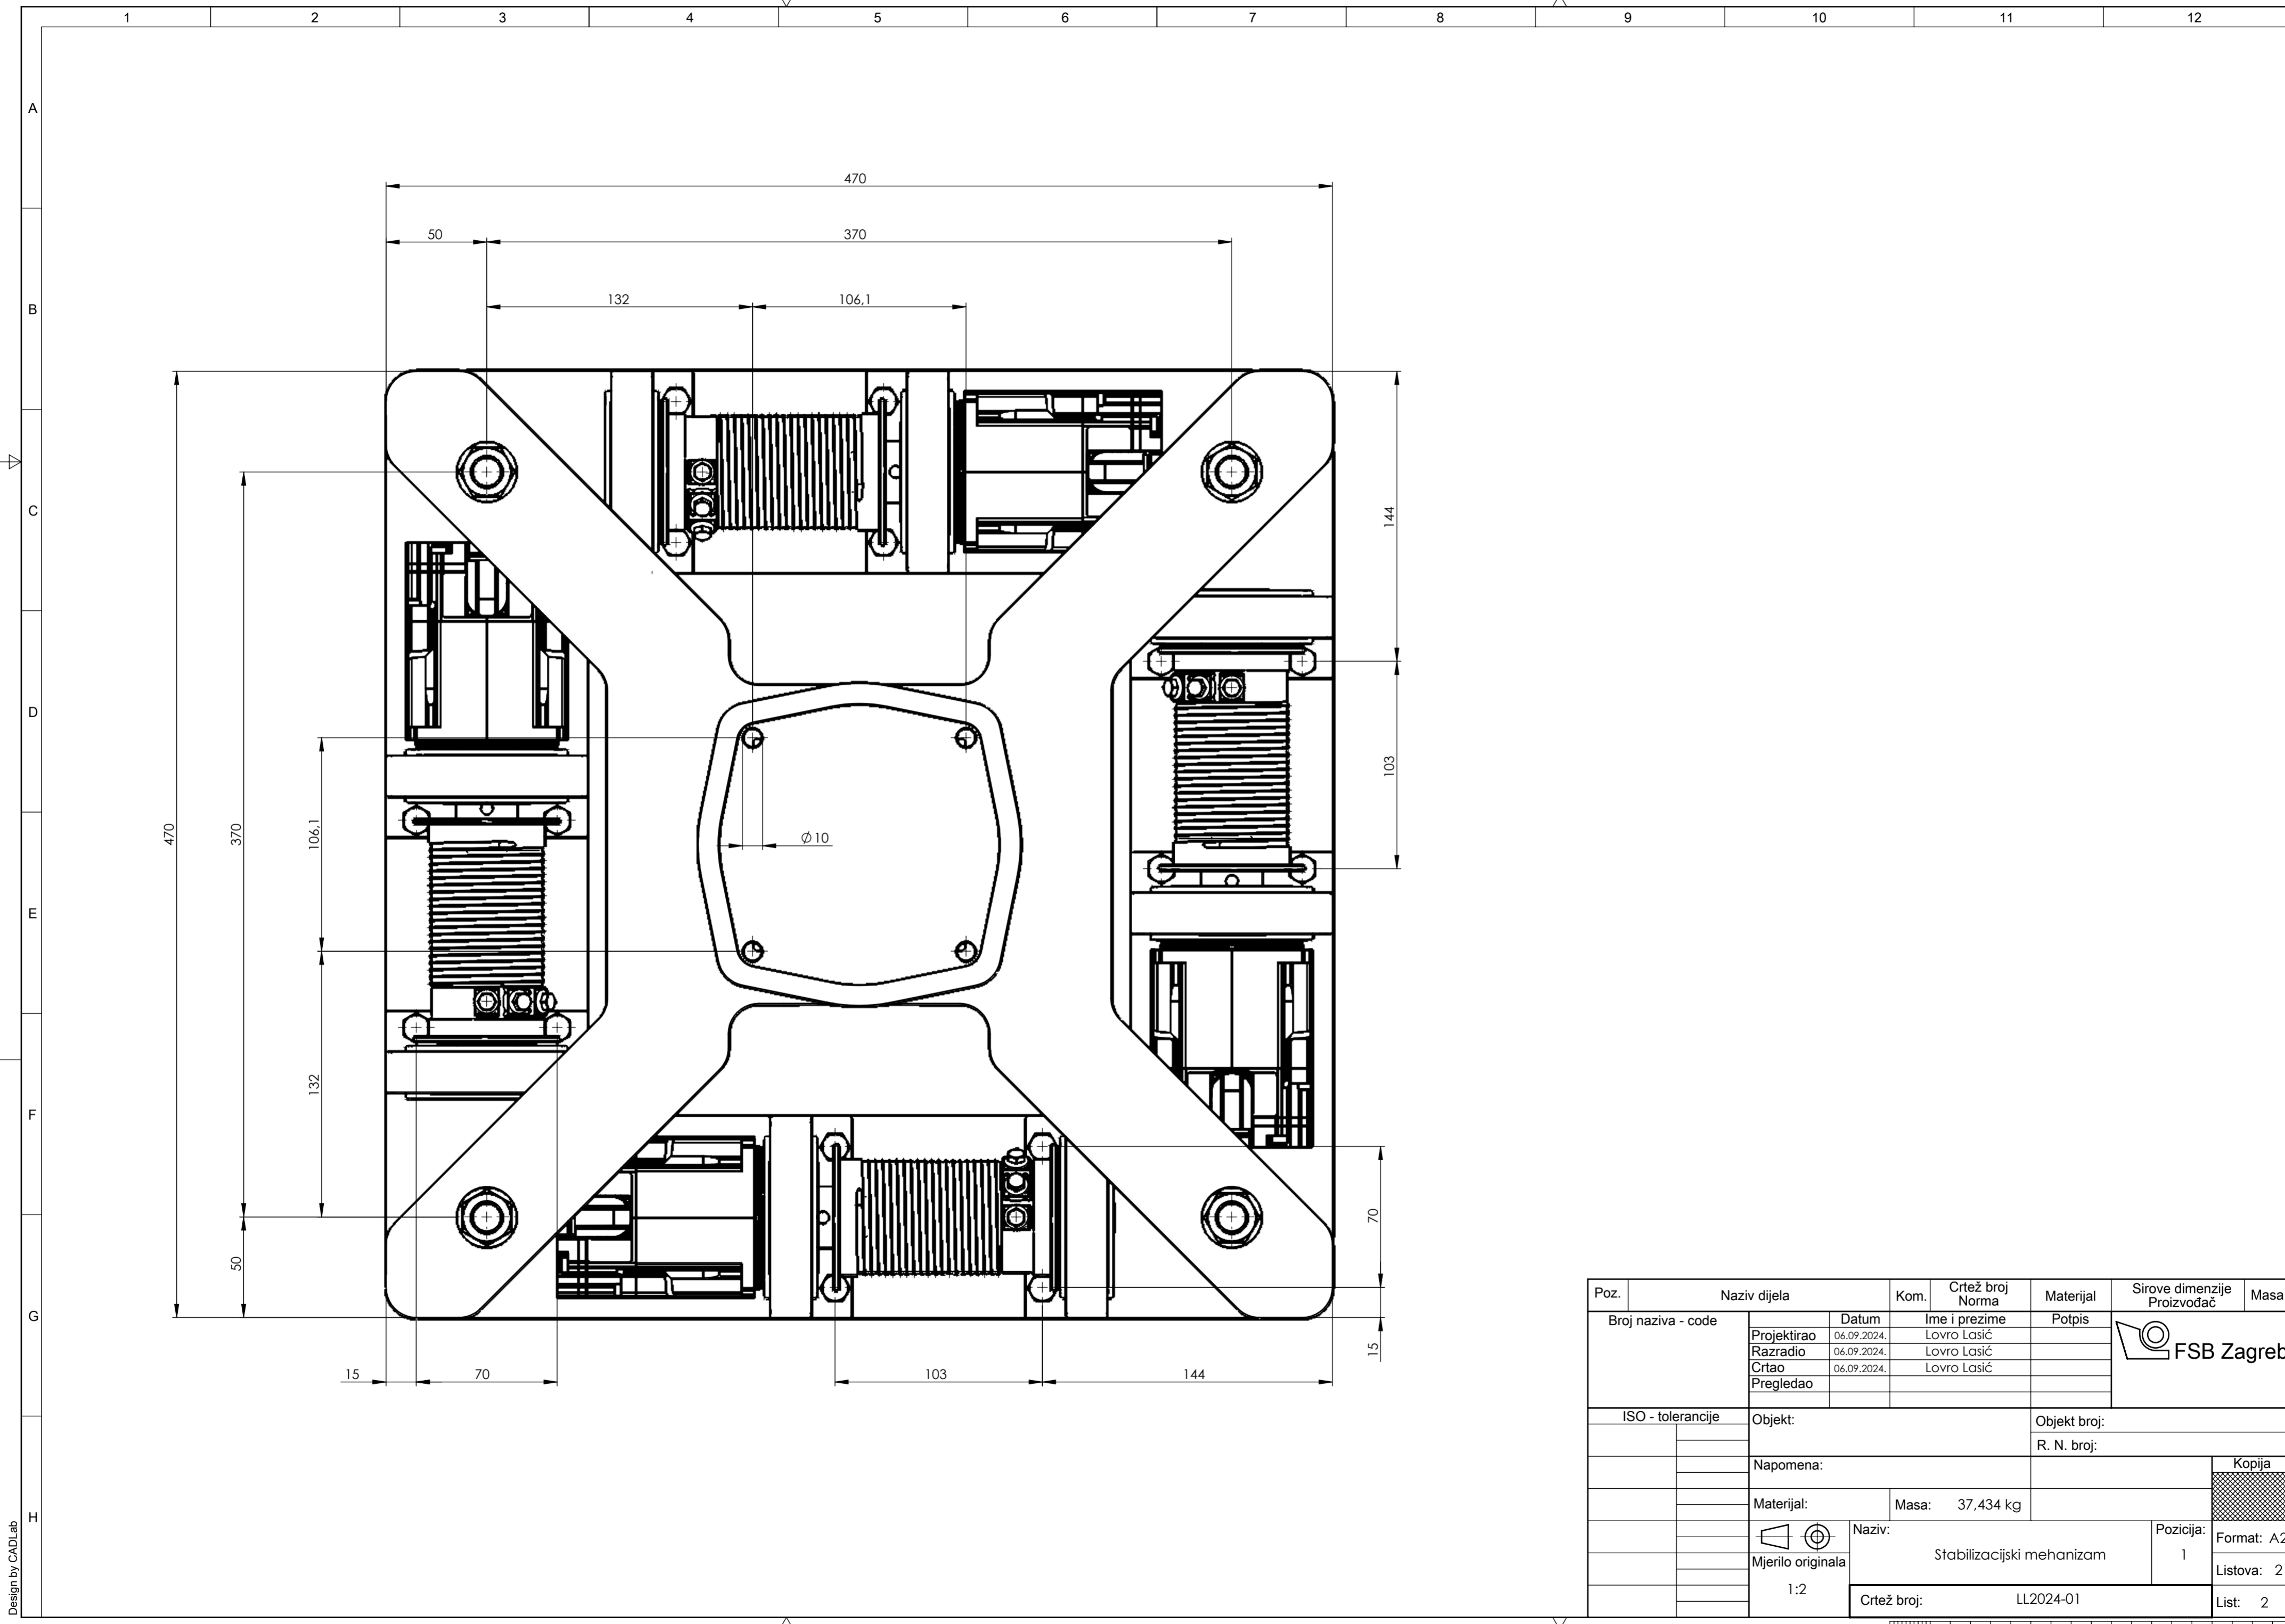 1 2 3 4 5 6 7 8 9 10 11 12
A
B
C
D
E
F
G
H
470
50 370
132 106,1
144
103
470
370
106,1
Ø10
132
50
70
15
15 70 103 144
Poz. Naziv dijela Kom. Crtež broj Norma Materijal Sirove dimenzije Proizvođač Masa
Broj naziva - code Datum Ime i prezime Potpis
Projektirao 06.09.2024. Lovro Lasić
Razradio 06.09.2024. Lovro Lasić
Crtao 06.09.2024. Lovro Lasić
Pregledao
FSB Zagreb
ISO - tolerancije Objekt: Objekt broj:
R. N. broj:
Napomena: Kopija
Materijal: Masa: 37,434 kg
Naziv: Stabilizacijski mehanizam
Pozicija: 1
Format: A2
Mjerilo originala
1:2
Listova: 2
Crtež broj: LL2024-01
List: 2
Design by CADLab